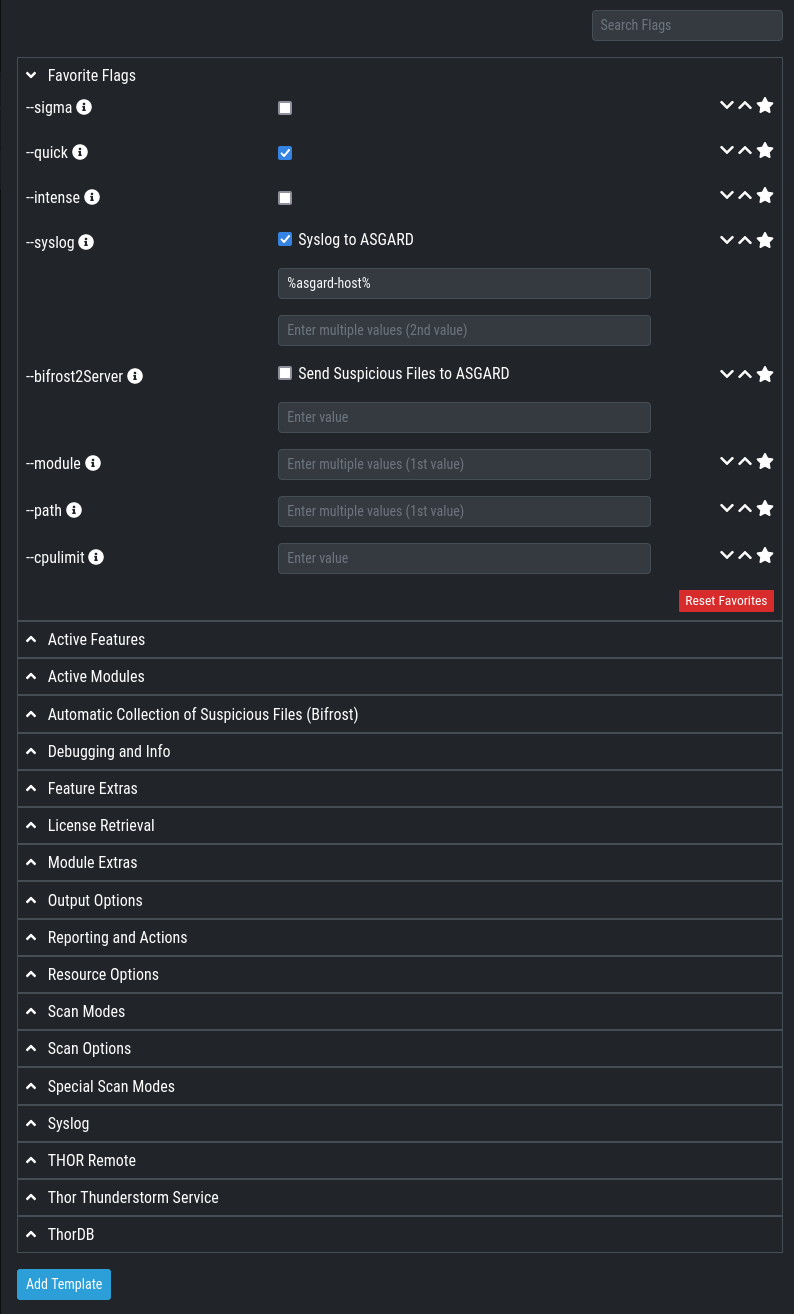 Search Flags
Favorite Flags
--sigma
--quick
--intense
--syslog
Syslog to ASGARD
%asgard-host%
Enter multiple values (2nd value)
--bifrost2Server
Send Suspicious Files to ASGARD
Enter value
--module
Enter multiple values (1st value)
--path
Enter multiple values (1st value)
--cpulimit
Enter value
Reset Favorites
Active Features
Active Modules
Automatic Collection of Suspicious Files (Bifrost)
Debugging and Info
Feature Extras
License Retrieval
Module Extras
Output Options
Reporting and Actions
Resource Options
Scan Modes
Scan Options
Special Scan Modes
Syslog
THOR Remote
Thor Thunderstorm Service
ThorDB
Add Template